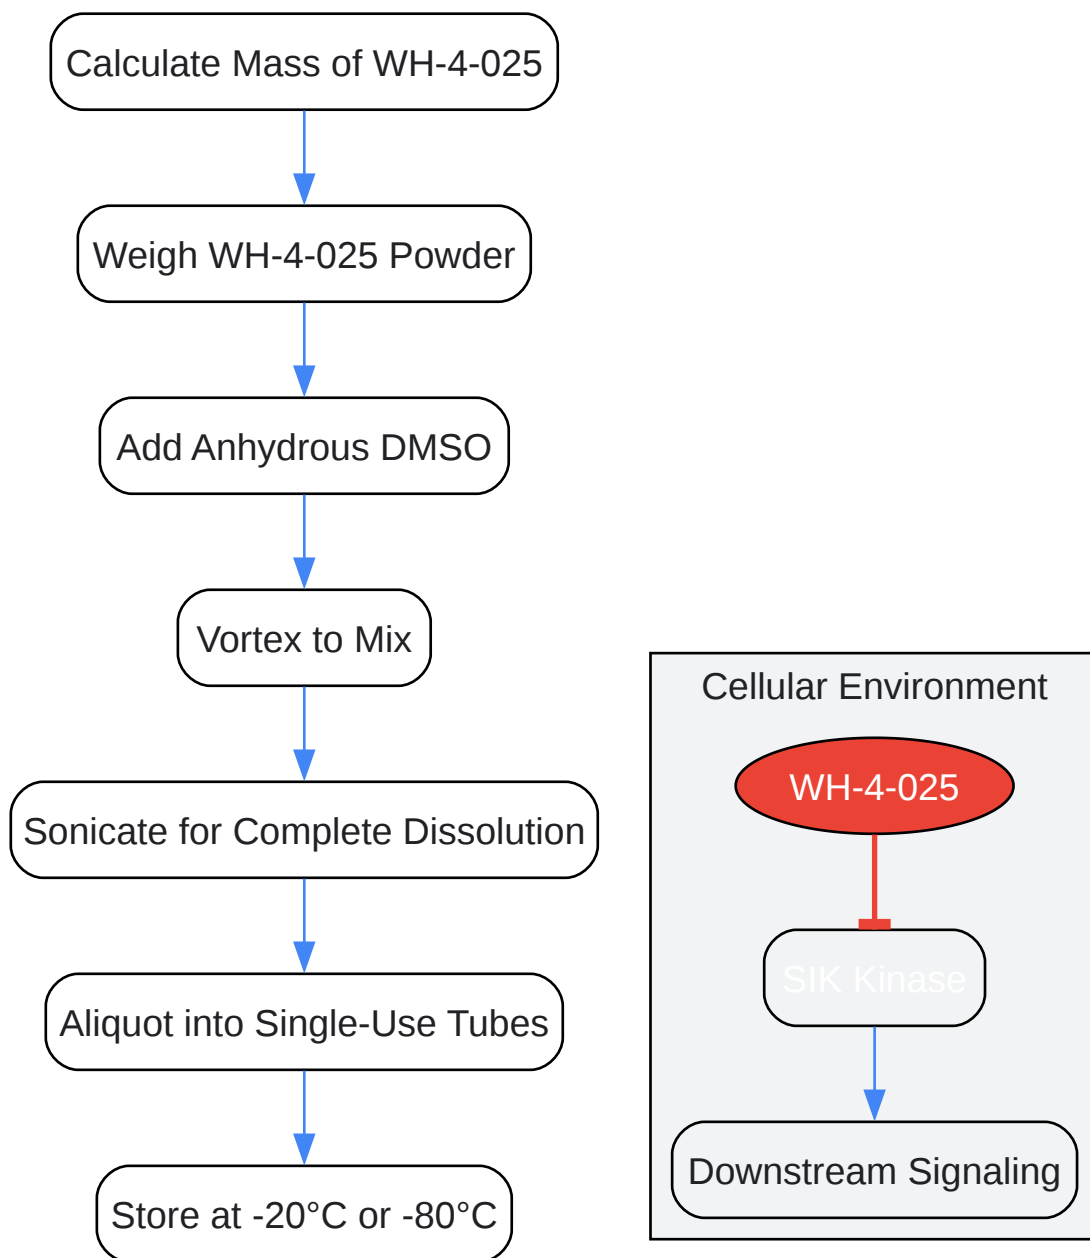 Calculate Mass of WH-4-025
Weigh WH-4-025 Powder
Add Anhydrous DMSO
Vortex to Mix
Sonicate for Complete Dissolution
Aliquot into Single-Use Tubes
Store at -20°C or -80°C
Cellular Environment
WH-4-025
SIK Kinase
Downstream Signaling